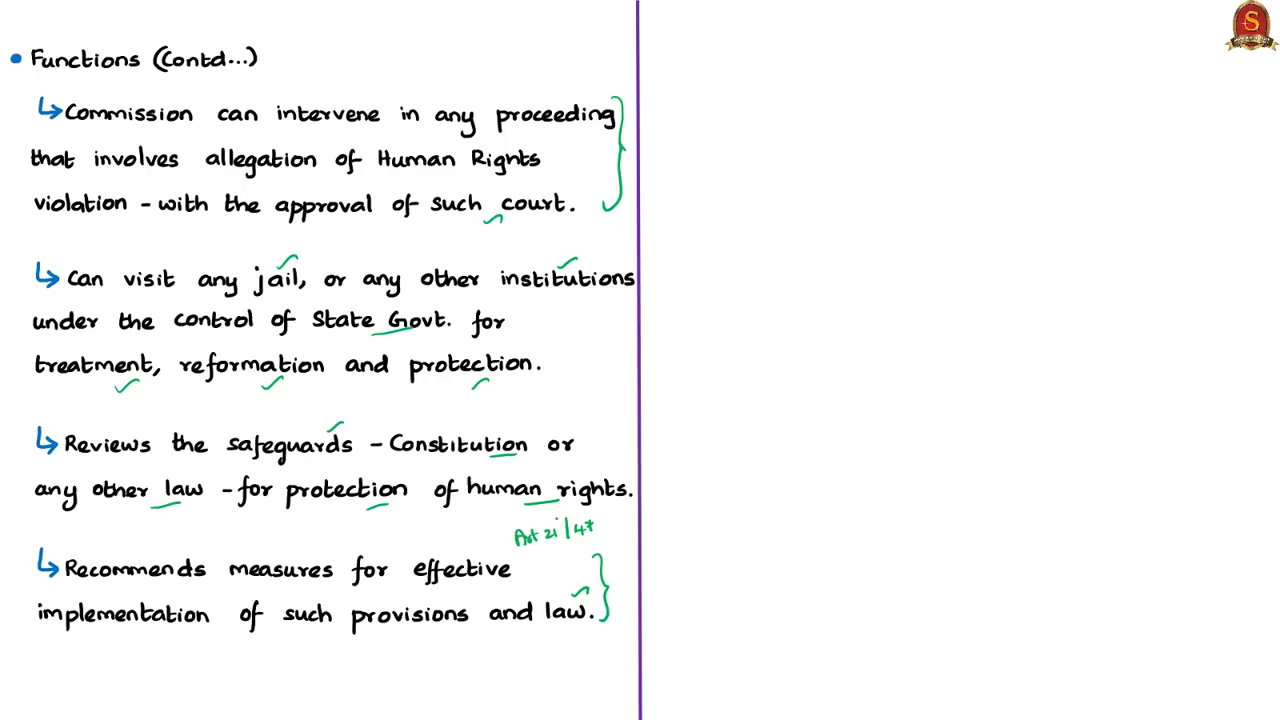 • Functions (Contd...)
↳ Commission can intervene in any proceeding
that involves allegation of Human Rights
violation - with the approval of such court.
↳ Can visit any jail, or any other institutions
under the control of State Govt. for
treatment, reformation and protection.
↳ Reviews the safeguards - Constitution or
any other law - for protection of human rights.
Art 21 / 47
↳ Recommends measures for effective
implementation of such provisions and law.
S